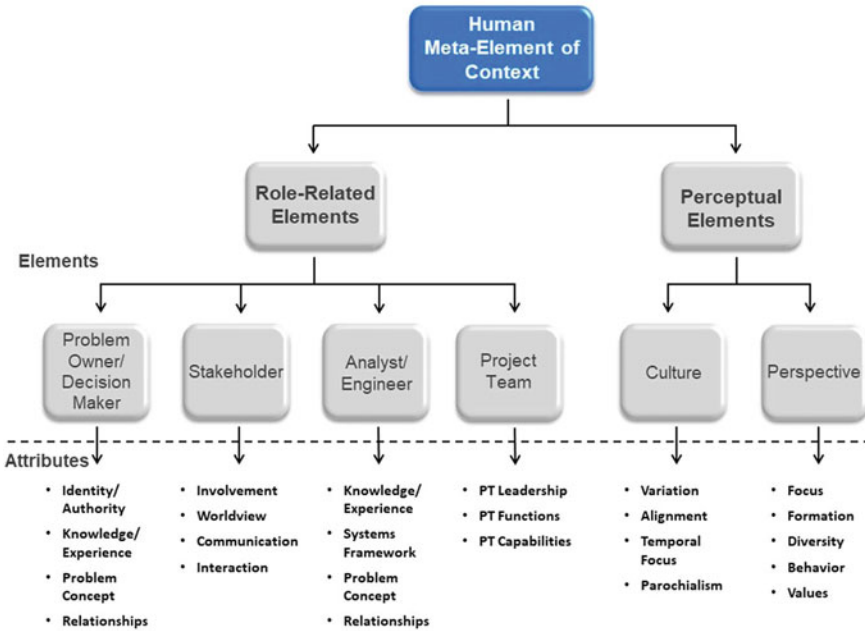 Human
Meta-Element of
Context
Role-Related
Elements
Perceptual
Elements
Elements
Problem
Owner/
Decision
Maker
Stakeholder
Analyst/
Engineer
Project
Team
Culture
Perspective
Attributes
• Identity/
Authority
• Knowledge/
Experience
• Problem
Concept
• Relationships
• Involvement
• Worldview
• Communication
• Interaction
• Knowledge/
Experience
• Systems
Framework
• Problem
Concept
• Relationships
• PT Leadership
• PT Functions
• PT Capabilities
• Variation
• Alignment
• Temporal
Focus
• Parochialism
• Focus
• Formation
• Diversity
• Behavior
• Values